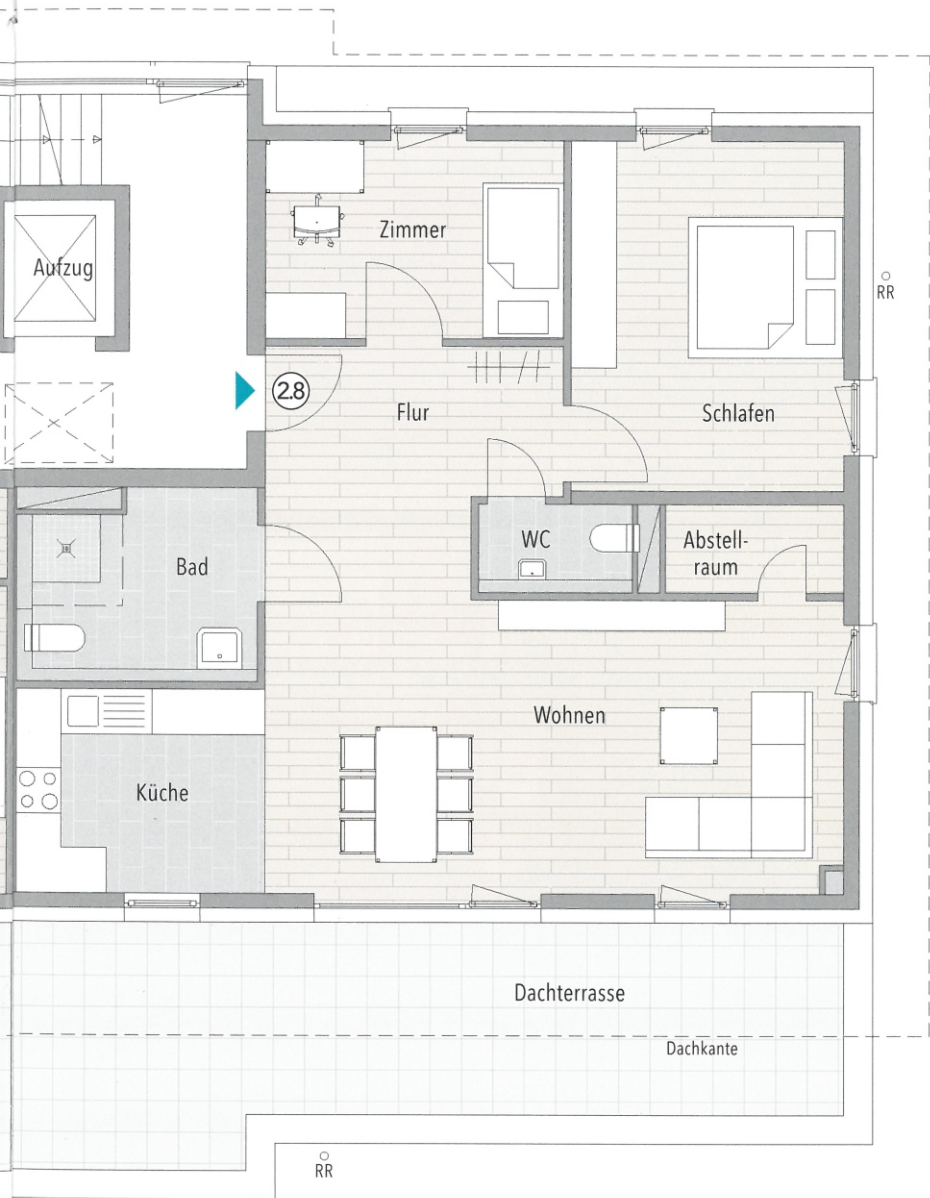 Zimmer
Aufzug
RR
2.8
Flur
Schlafen
WC
Abstell-
raum
Bad
Wohnen
Küche
Dachterrasse
Dachkante
RR